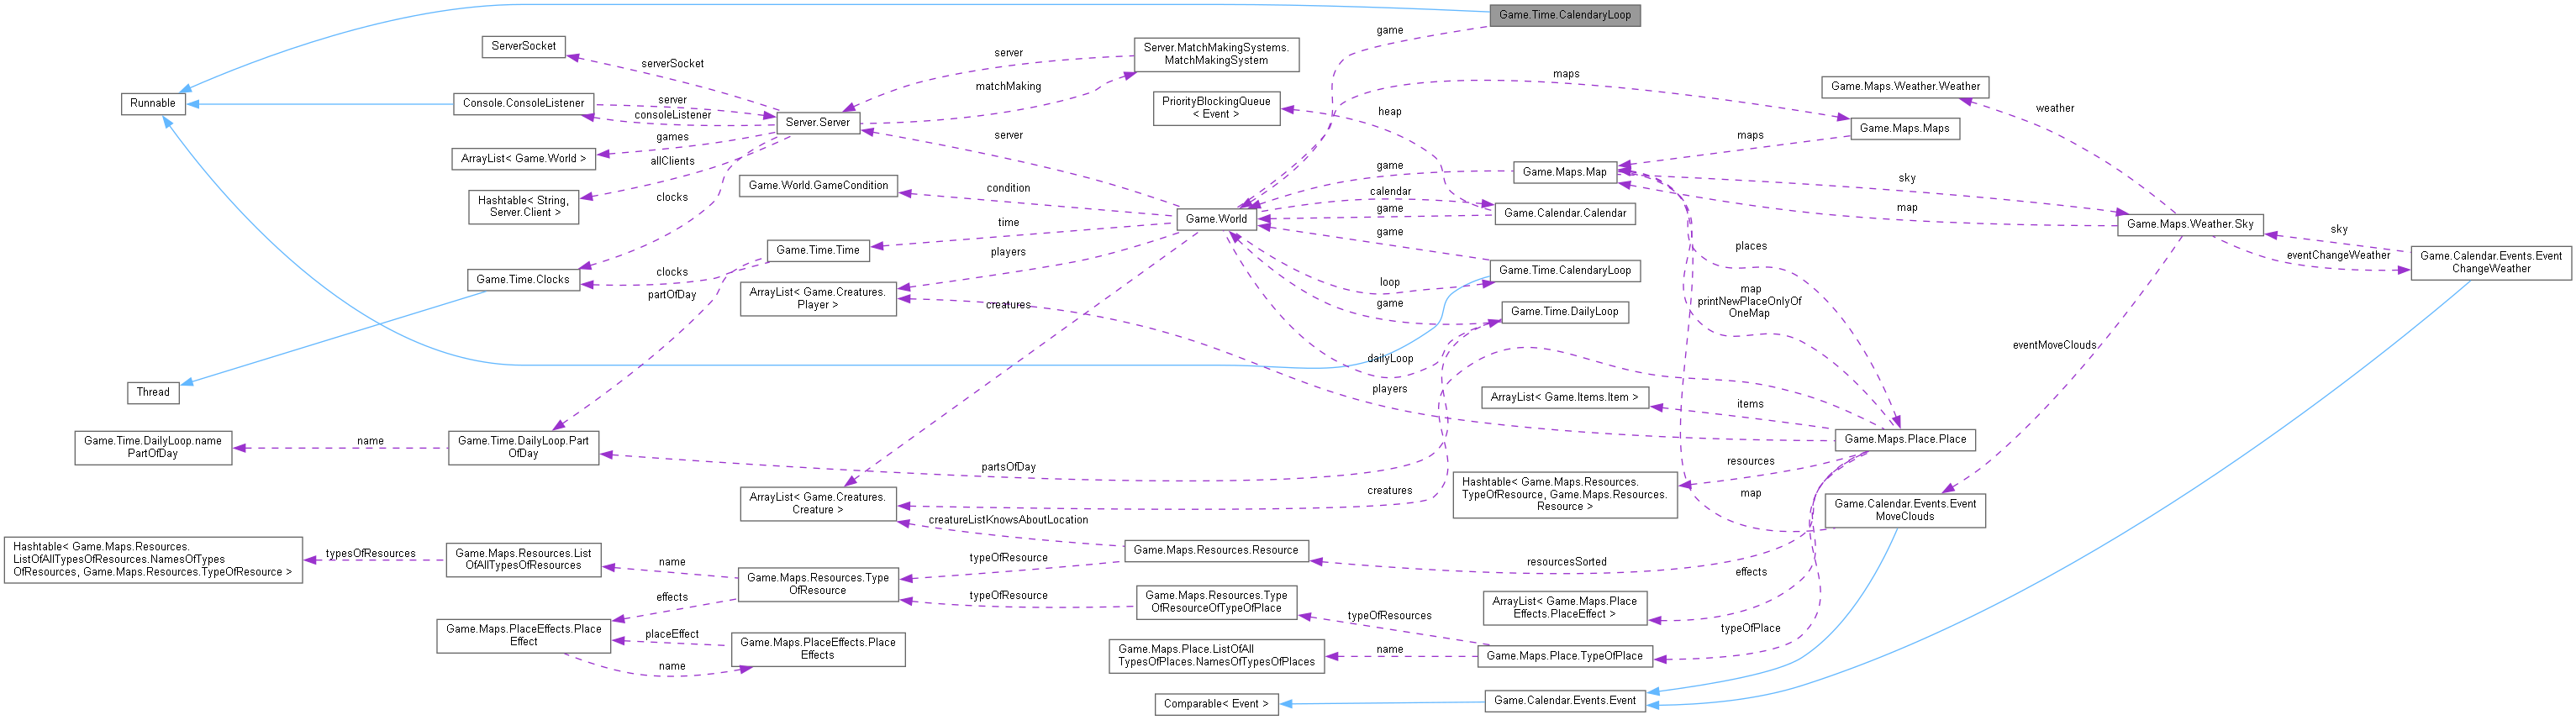 Game.Time.CalendaryLoop
game
ServerSocket
server
Server.MatchMakingSystems.
MatchMakingSystem
serverSocket
maps
matchMaking
Game.Maps.Weather.Weather
Runnable
Console.ConsoleListener
server
consoleListener
PriorityBlockingQueue
< Event >
heap
weather
Server.Server
Game.Maps.Maps
games
server
maps
ArrayList< Game.World >
allClients
game
Game.Maps.Map
sky
Game.World.GameCondition
condition
calendar
clocks
Hashtable< String,
Server.Client >
game
map
Game.World
Game.Calendar.Calendar
time
Game.Maps.Weather.Sky
sky
game
Game.Time.Time
players
places
eventChangeWeather
Game.Calendar.Events.Event
ChangeWeather
clocks
Game.Time.Clocks
Game.Time.CalendaryLoop
loop
partOfDay
ArrayList< Game.Creatures.
Player >
creatures
game
map
printNewPlaceOnlyOf
OneMap
Game.Time.DailyLoop
eventMoveClouds
dailyLoop
Thread
players
ArrayList< Game.Items.Item >
items
Game.Time.DailyLoop.name
PartOfDay
name
Game.Time.DailyLoop.Part
OfDay
Game.Maps.Place.Place
partsOfDay
resources
ArrayList< Game.Creatures.
Creature >
creatures
Hashtable< Game.Maps.Resources.
TypeOfResource, Game.Maps.Resources.
Resource >
map
Game.Calendar.Events.Event
MoveClouds
creatureListKnowsAboutLocation
Hashtable< Game.Maps.Resources.
ListOfAllTypesOfResources.NamesOfTypes
OfResources, Game.Maps.Resources.TypeOfResource >
typesOfResources
Game.Maps.Resources.List
OfAllTypesOfResources
name
typeOfResource
Game.Maps.Resources.Resource
resourcesSorted
Game.Maps.Resources.Type
OfResource
effects
effects
typeOfResource
Game.Maps.Resources.Type
OfResourceOfTypeOfPlace
ArrayList< Game.Maps.Place
Effects.PlaceEffect >
typeOfResources
typeOfPlace
Game.Maps.PlaceEffects.Place
Effect
placeEffect
name
Game.Maps.PlaceEffects.Place
Effects
Game.Maps.Place.ListOfAll
TypesOfPlaces.NamesOfTypesOfPlaces
name
Game.Maps.Place.TypeOfPlace
Comparable< Event >
Game.Calendar.Events.Event